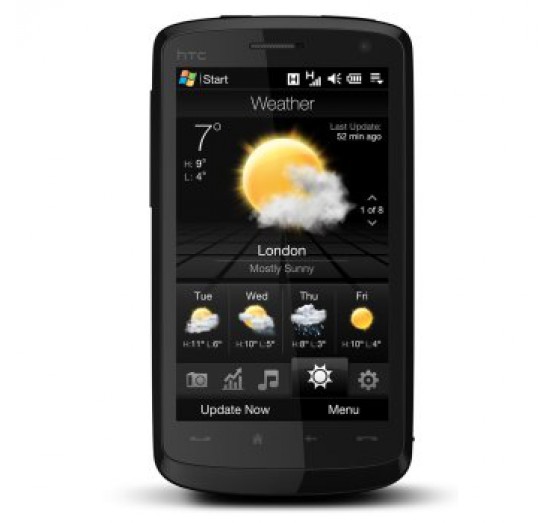 hTC
Start
H
Weather
7°
H: 9°
L: 4°
Last Update:
52 min ago
1 of 8
London
Mostly Sunny
Tue Wed Thu Fri
H:11° L:6° H:10° L:5° H:8° L:3° H:10° L:4°
Update Now Menu